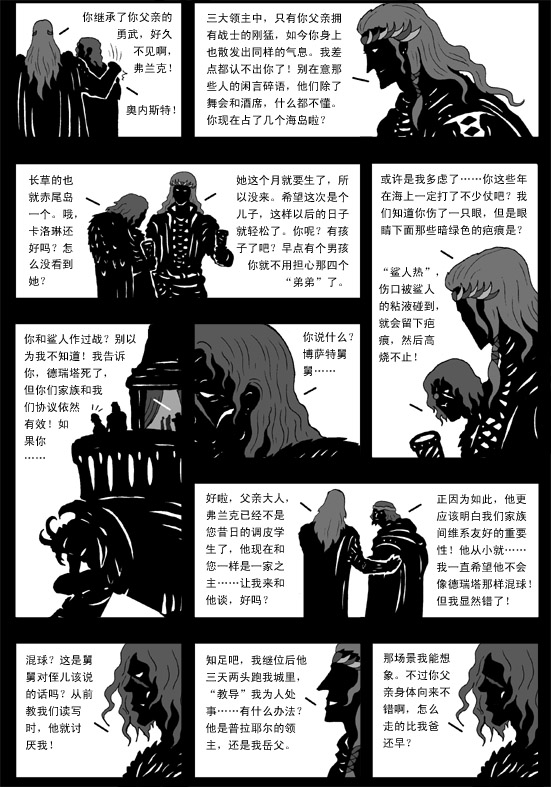 你继承了你父亲的
勇武，好久
不见啊，
弗兰克！
奥内斯特！
三大领主中，只有你父亲拥
有战士的刚猛，如今你身上
也散发出同样的气息。我差
点都认不出你了！别在意那
些人的闲言碎语，他们除了
舞会和酒席，什么都不懂。
你现在占了几个海岛啦？
长草的也
就赤尾岛
一个。哦，
卡洛琳还
好吗？怎
么没看到
她？
她这个月就要生了，所
以没来。希望这次是个
儿子，这样以后的日子
就轻松了。你呢？有孩
子了吧？早点有个男孩
你就不用担心那四个
“弟弟”了。
或许是我多虑了……你这些年
在海上一定打了不少仗吧？我
们知道你伤了一只眼，但是眼
睛下面那些暗绿色的疤痕是？
“鲨人热”，
伤口被鲨人
的粘液碰到，
就会留下疤
痕，然后高
烧不止！
你和鲨人作过战？别以
为我不知道！我告诉
你，德瑞塔死了，
但你们家族和我
们协议依然
有效！如
果你
……
你说什么？
博萨特舅
舅……
好啦，父亲大人，
弗兰克已经不是
您昔日的调皮学
生了，他现在和
您一样是一家之
主……让我来和
他谈，好吗？
正因为如此，他更
应该明白我们家族
间维系友好的重要
性！他从小就……
我一直希望他不会
像德瑞塔那样混球！
但我显然错了！
混球？这是舅
舅对侄儿该说
的话吗？从前
教我们读写
时，他就讨
厌我！
知足吧，我继位后他
三天两头跑我城里，
“教导”我为人处
事……有什么办法？
他是普拉耶尔的领
主，还是我岳父。
那场景我能想
象。不过你父
亲身体向来不
错啊，怎么
走的比我爸
还早？